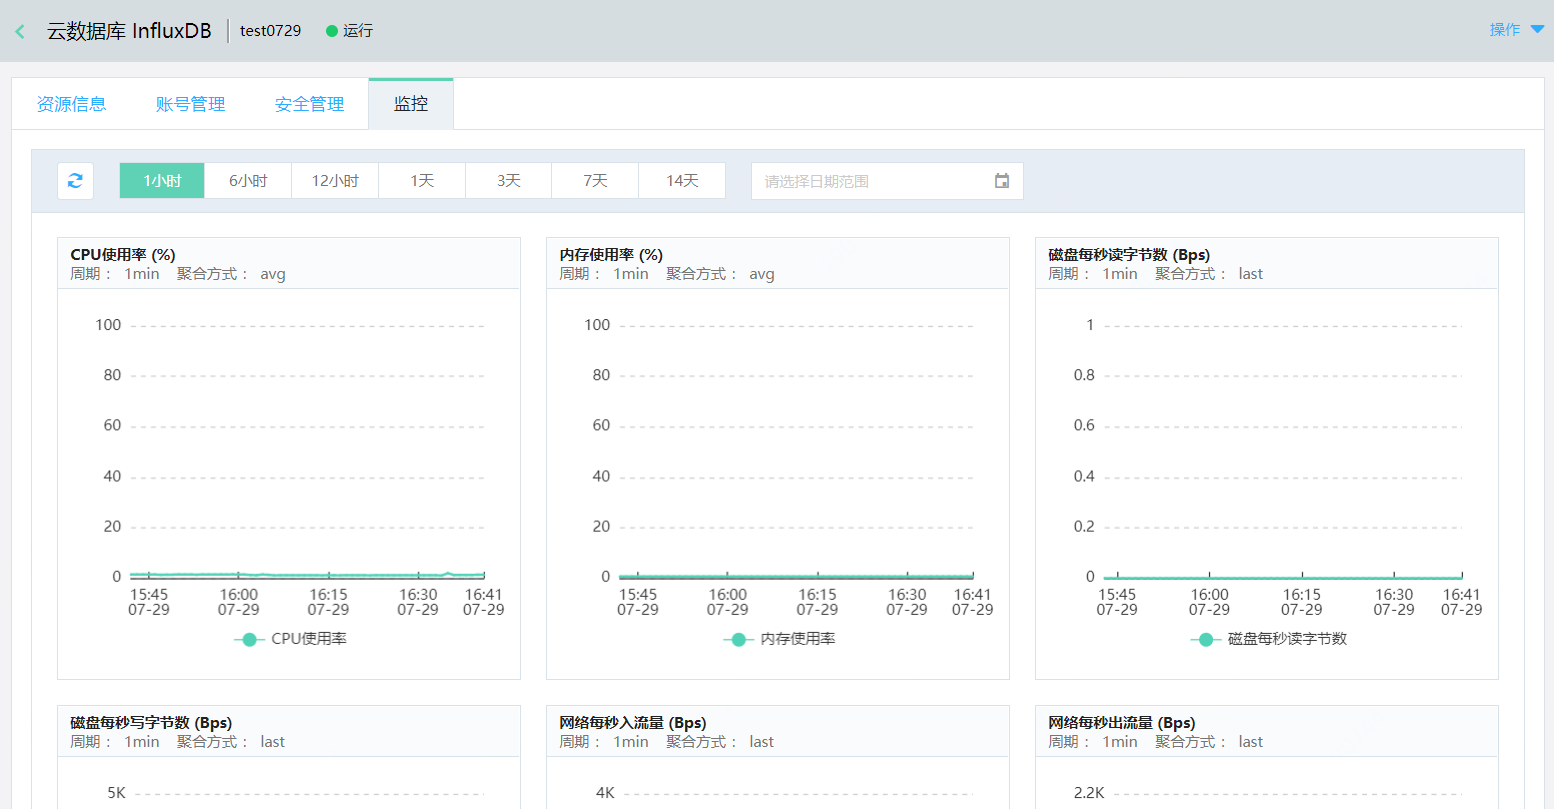 云数据库 InfluxDB test0729 运行 操作
资源信息 账号管理 安全管理 监控
1小时 6小时 12小时 1天 3天 7天 14天 请选择日期范围
CPU使用率 (%)
周期： 1min 聚合方式： avg
100
80
60
40
20
0
15:45 16:00 16:15 16:30 16:41
07-29 07-29 07-29 07-29 07-29
CPU使用率
内存使用率 (%)
周期： 1min 聚合方式： avg
100
80
60
40
20
0
15:45 16:00 16:15 16:30 16:41
07-29 07-29 07-29 07-29 07-29
内存使用率
磁盘每秒读字节数 (Bps)
周期： 1min 聚合方式： last
1
0.8
0.6
0.4
0.2
0
15:45 16:00 16:15 16:30 16:41
07-29 07-29 07-29 07-29 07-29
磁盘每秒读字节数
磁盘每秒写字节数 (Bps)
周期： 1min 聚合方式： last
5K
网络每秒入流量 (Bps)
周期： 1min 聚合方式： last
4K
网络每秒出流量 (Bps)
周期： 1min 聚合方式： last
2.2K